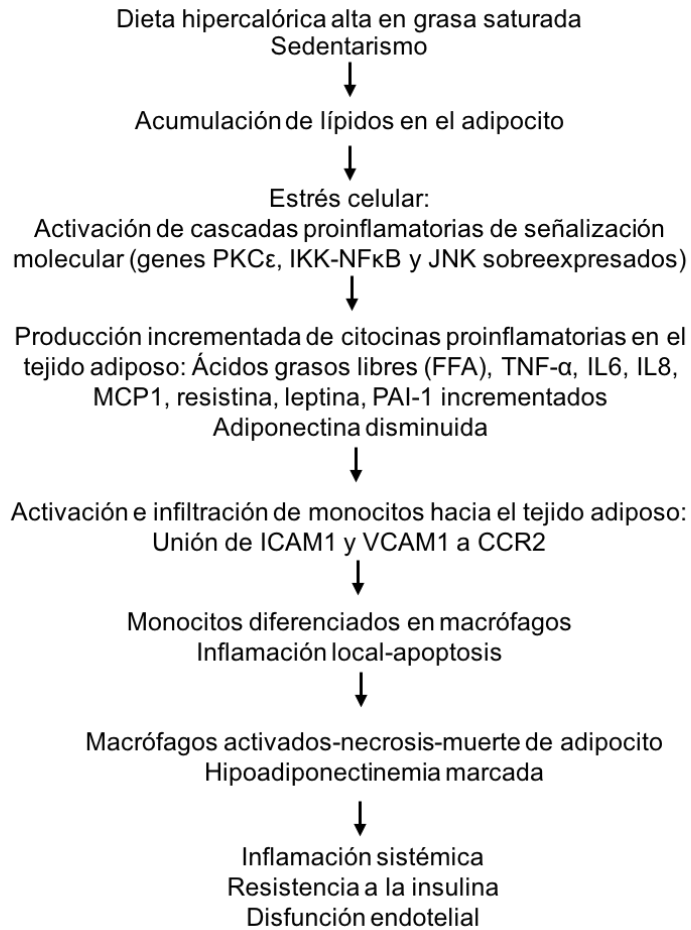 Dieta hipercalórica alta en grasa saturada
Sedentarismo
Acumulación de lípidos en el adipocito
Estrés celular:
Activación de cascadas proinflamatorias de señalización
molecular (genes PKCε, IKK-NFκB y JNK sobreexpresados)
Producción incrementada de citocinas proinflamatorias en el
tejido adiposo: Ácidos grasos libres (FFA), TNF-α, IL6, IL8,
MCP1, resistina, leptina, PAI-1 incrementados
Adiponectina disminuida
Activación e infiltración de monocitos hacia el tejido adiposo:
Unión de ICAM1 y VCAM1 a CCR2
Monocitos diferenciados en macrófagos
Inflamación local-apoptosis
Macrófagos activados-necrosis-muerte de adipocito
Hipoadiponectinemia marcada
Inflamación sistémica
Resistencia a la insulina
Disfunción endotelial